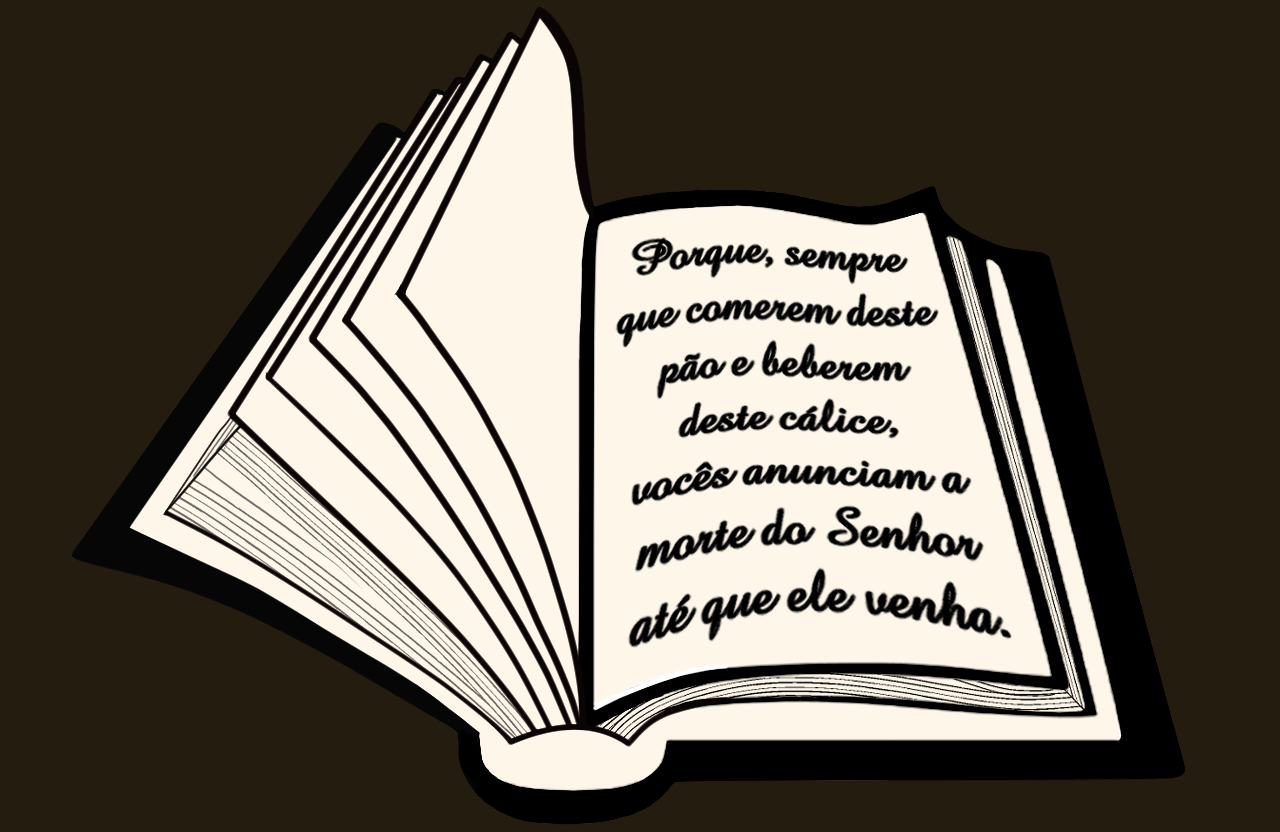 Porque, sempre
que comerem deste
pão e beberem
deste cálice,
vocês anunciam a
morte do Senhor
até que ele venha.